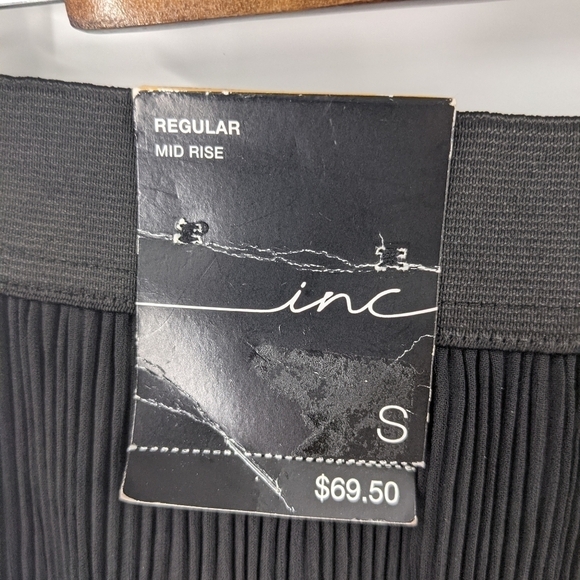 REGULAR
MID RISE
inc
S
$69.50